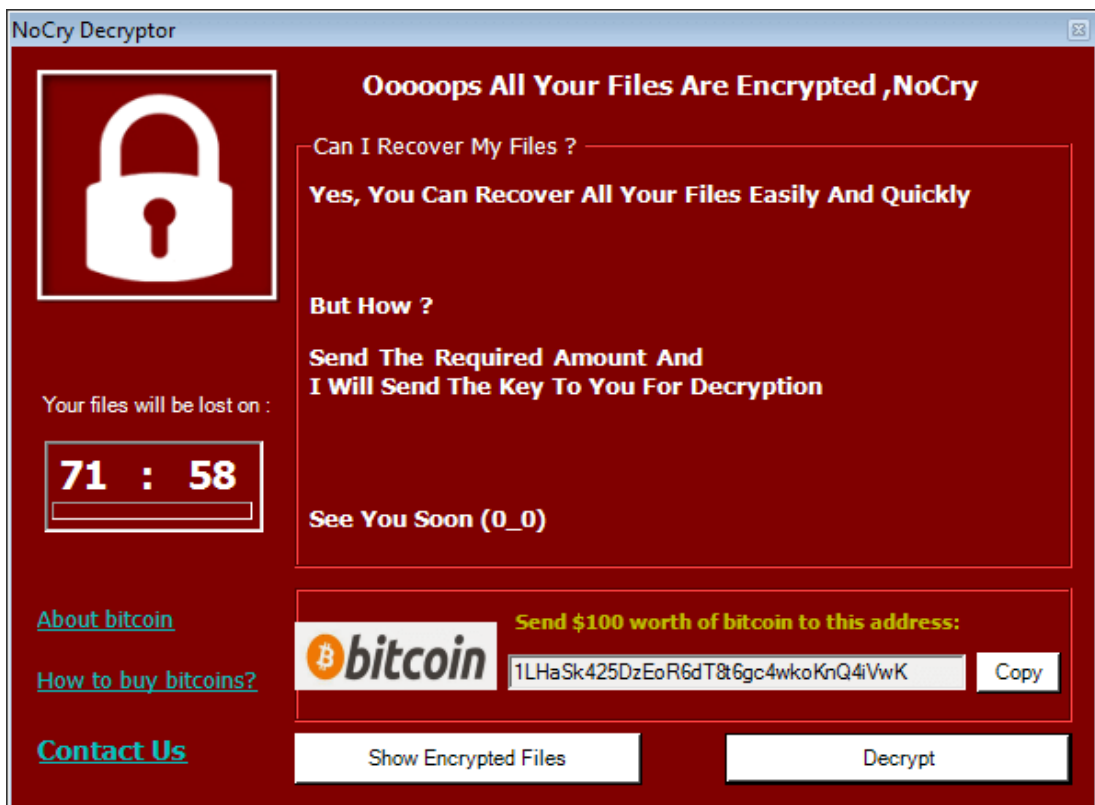 NoCry Decryptor
Ooooops All Your Files Are Encrypted ,NoCry
Can I Recover My Files ?
Yes, You Can Recover All Your Files Easily And Quickly
But How ?
Send The Required Amount And
I Will Send The Key To You For Decryption
See You Soon (0_0)
Your files will be lost on :
71 : 58
About bitcoin
How to buy bitcoins?
Contact Us
bitcoin
Send $100 worth of bitcoin to this address:
1LHaSk425DzEoR6dT8t6gc4wkoKnQ4iVwK
Copy
Show Encrypted Files
Decrypt